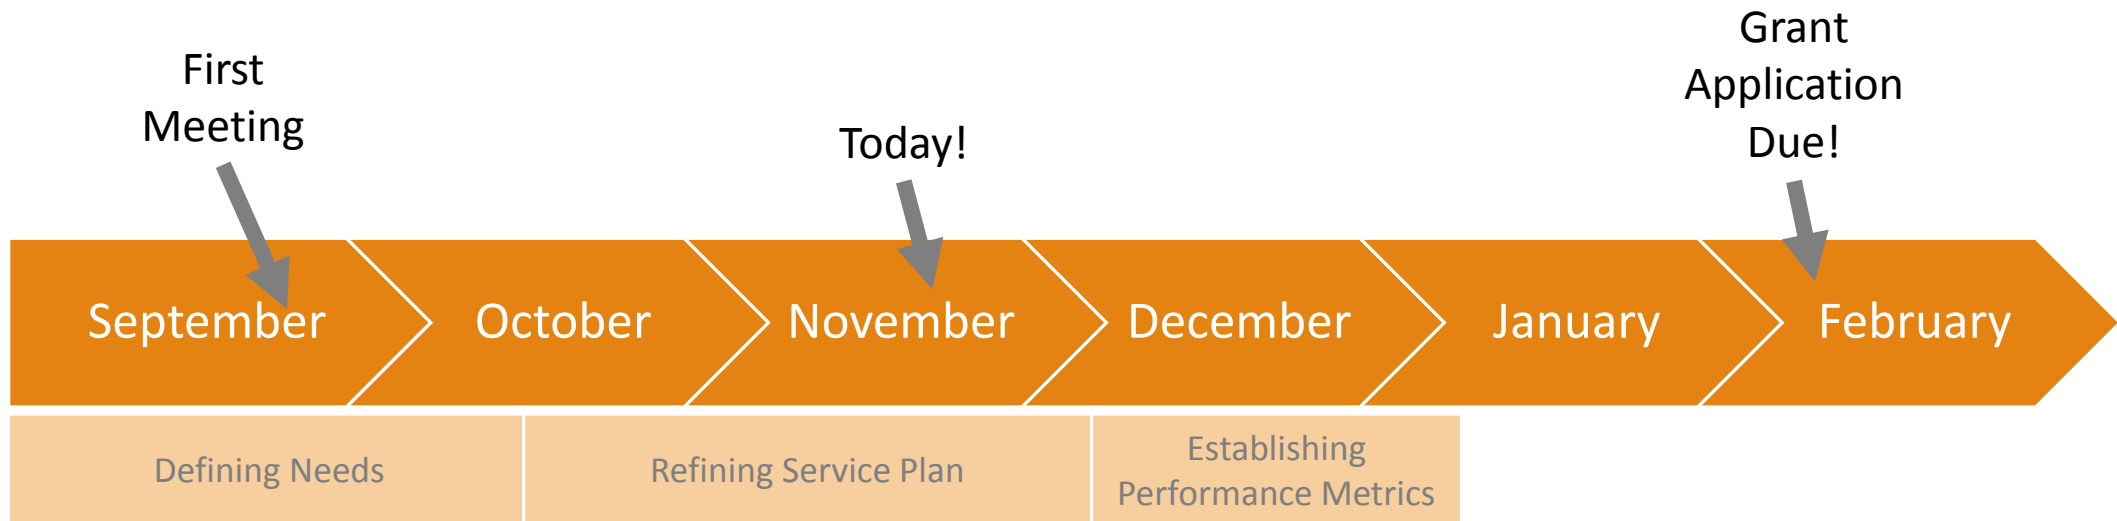 First
Meeting
Today!
Grant
Application
Due!
September
October
November
December
January
February
Defining Needs
Refining Service Plan
Establishing
Performance Metrics